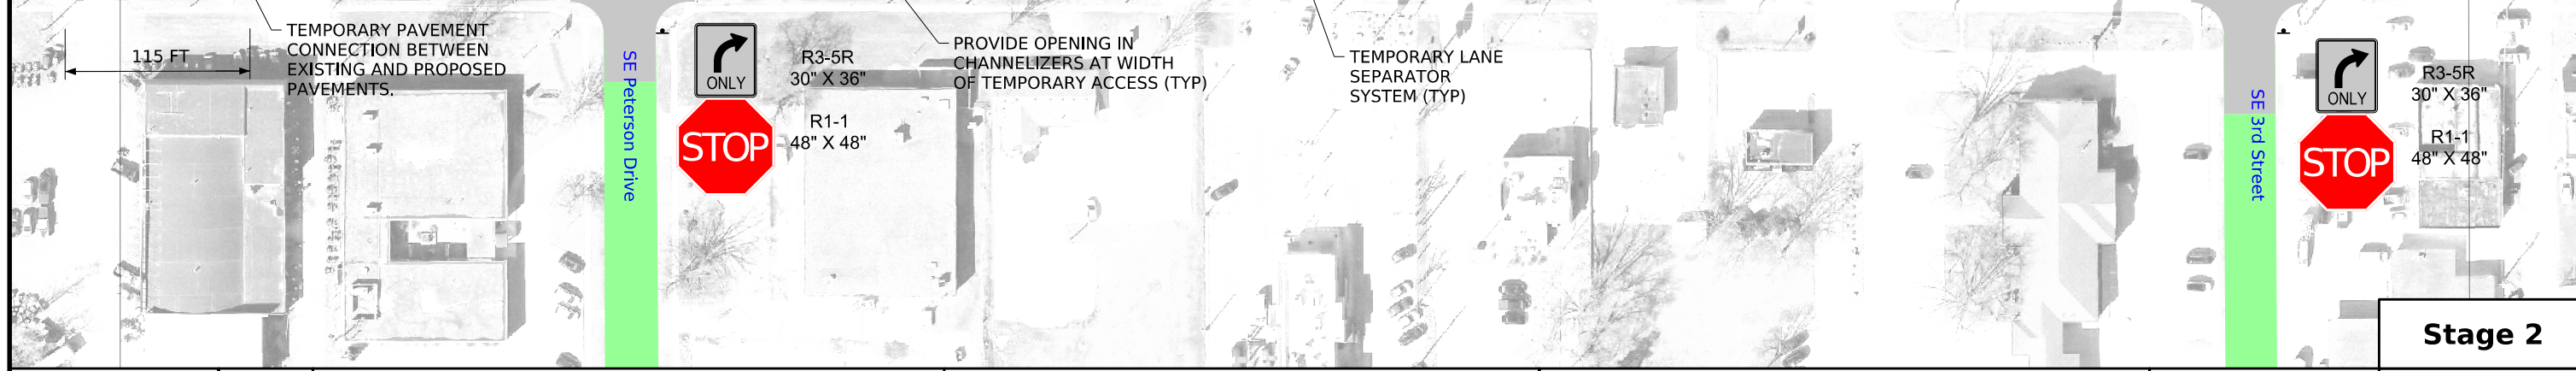 115 FT
TEMPORARY PAVEMENT
CONNECTION BETWEEN
EXISTING AND PROPOSED
PAVEMENTS.
SE Peterson Drive
ONLY
R3-5R
30" X 36"
STOP
R1-1
48" X 48"
PROVIDE OPENING IN
CHANNELIZERS AT WIDTH
OF TEMPORARY ACCESS (TYP)
TEMPORARY LANE
SEPARATOR
SYSTEM (TYP)
SE 3rd Street
ONLY
R3-5R
30" X 36"
STOP
R1-1
48" X 48"
Stage 2